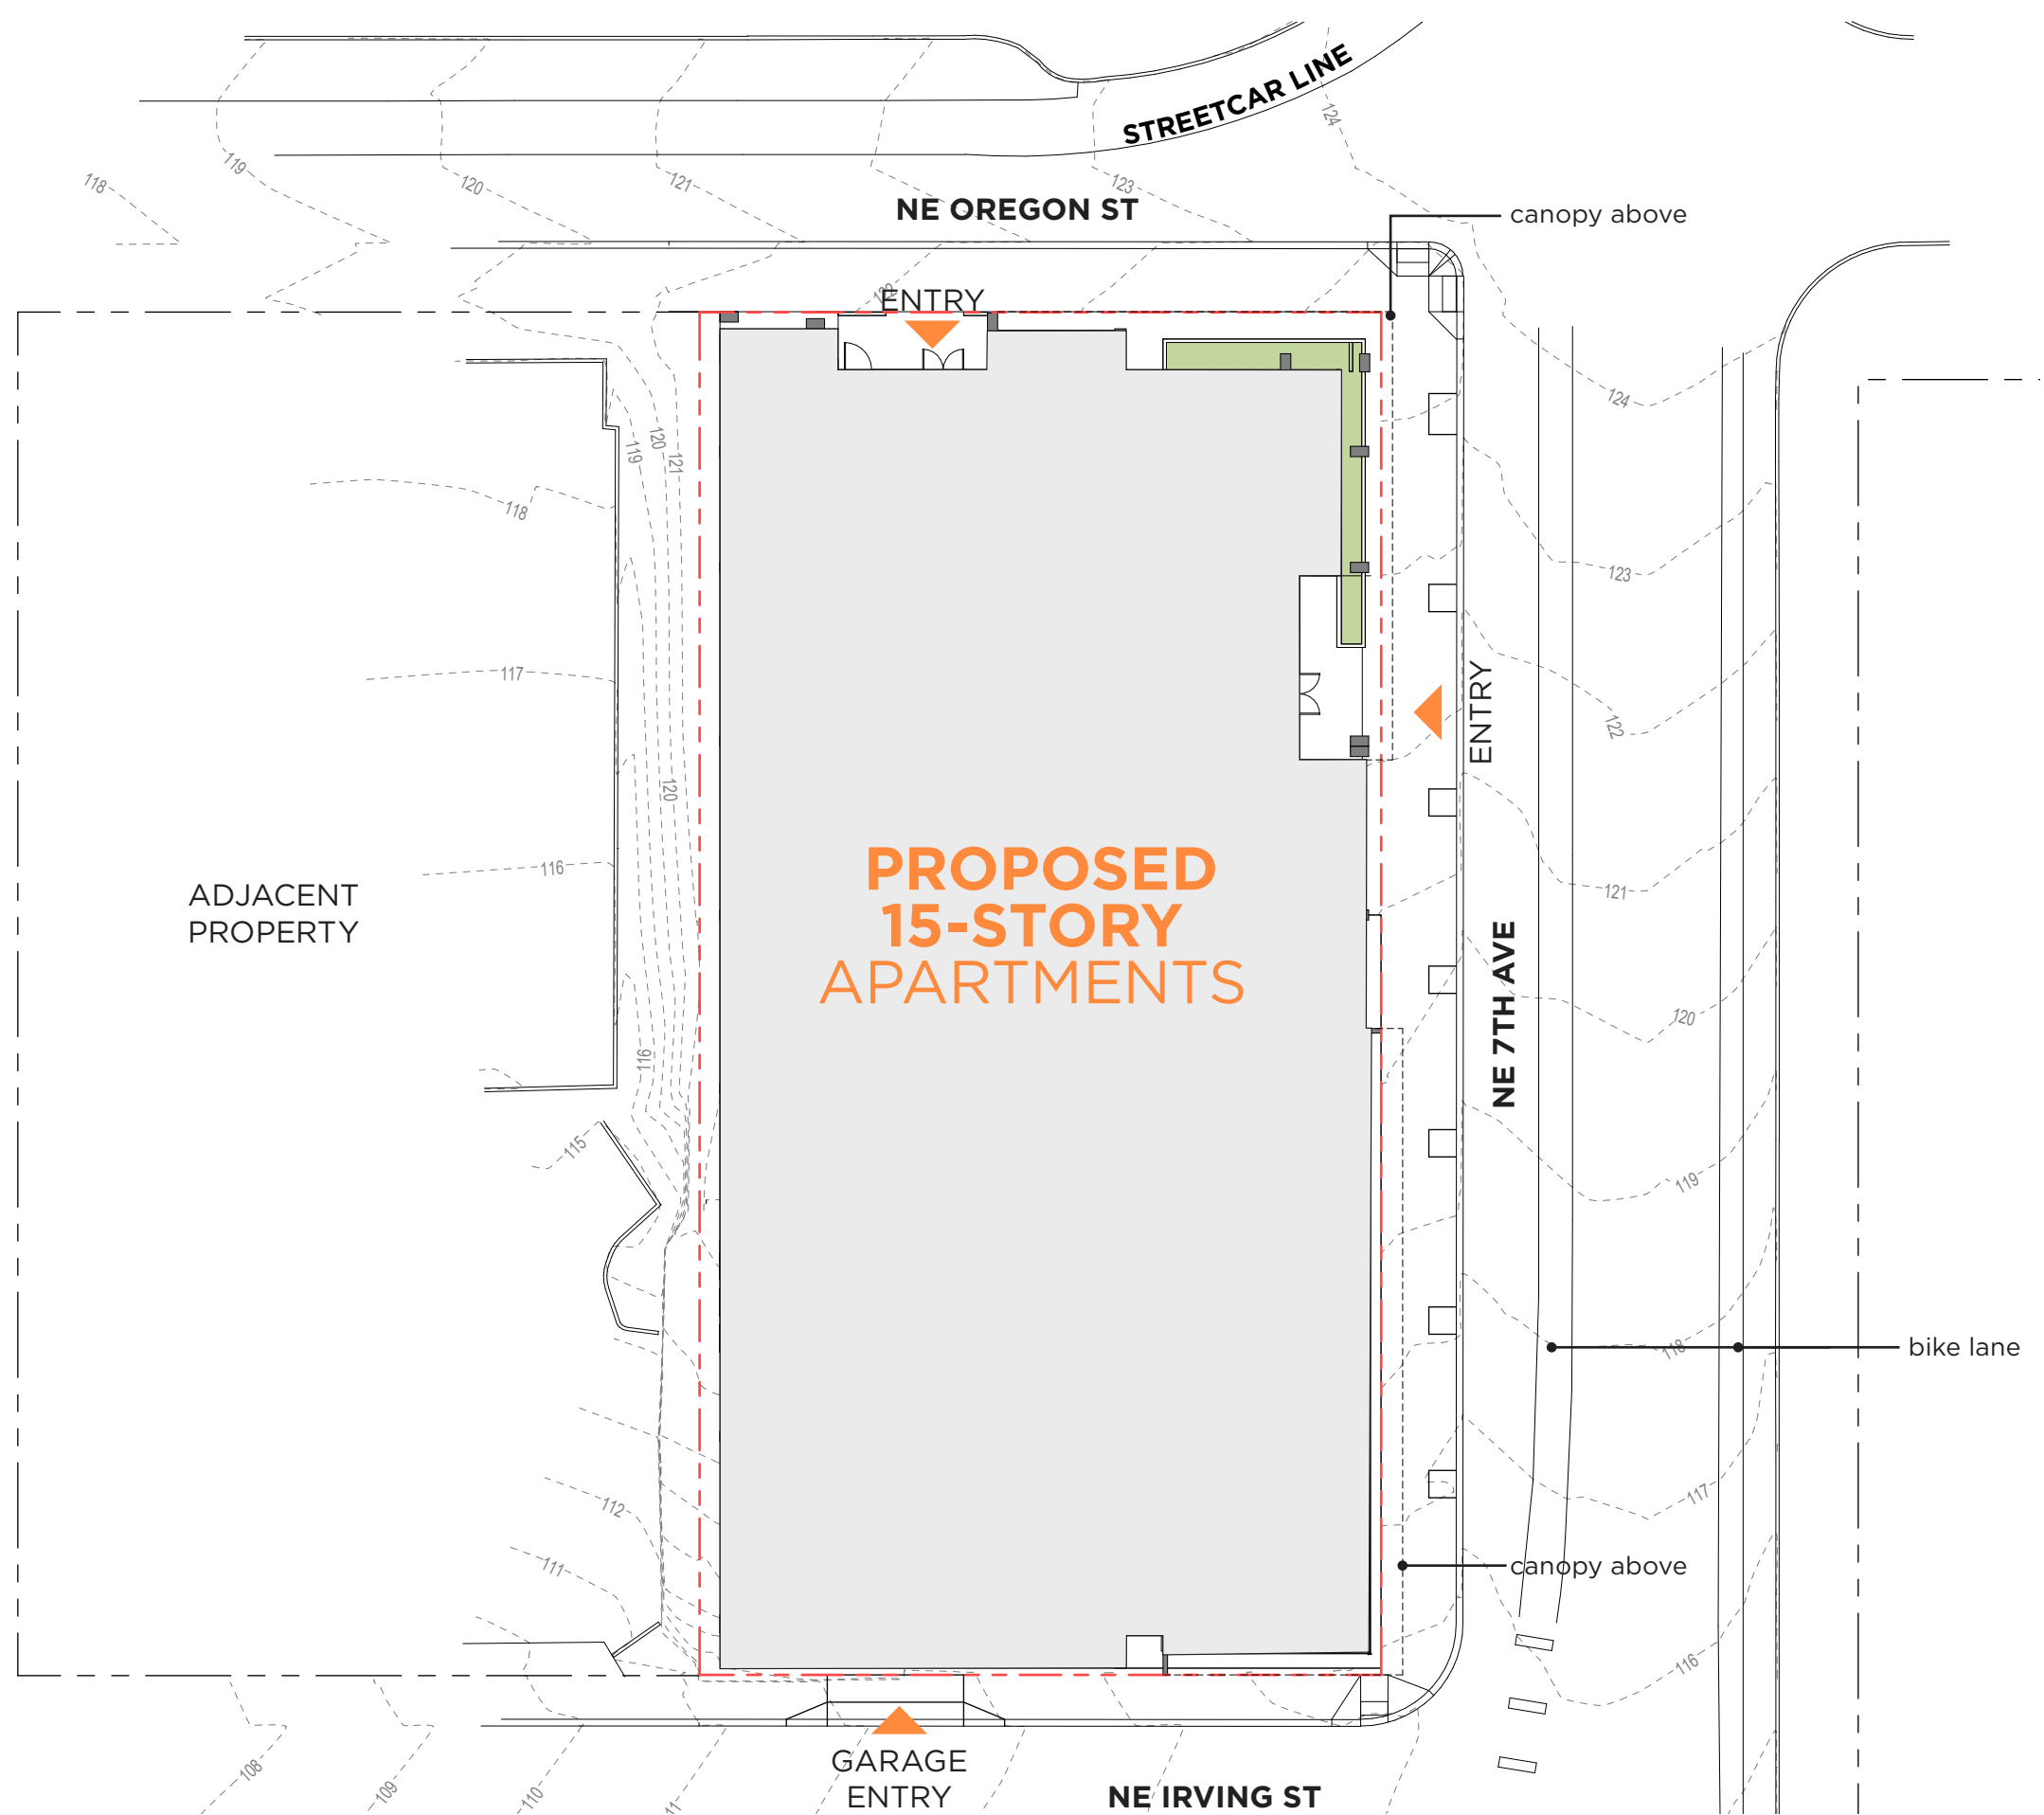 STREETCAR LINE
124
119
118
120
121
123
NE OREGON ST
canopy above
122
ENTRY
124
119
120
121
118
123
117
ENTRY
122
120
PROPOSED
15-STORY
APARTMENTS
116
121
ADJACENT
PROPERTY
NE 7TH AVE
120
116
115
119
118
bike lane
117
112
111
canopy above
116
108
109
110
11
GARAGE
ENTRY
NE IRVING ST